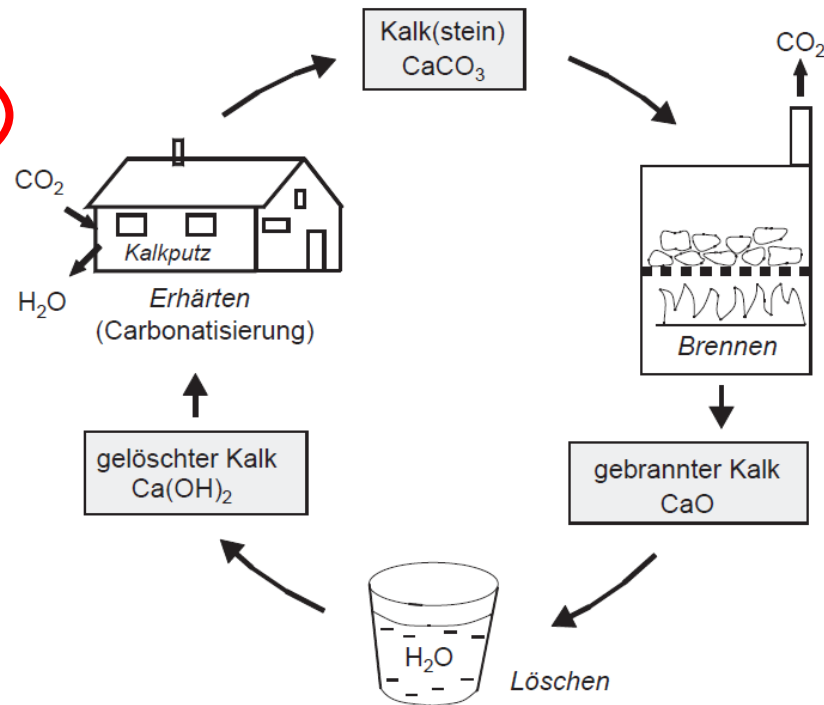 Kalk(stein)
CaCO₃
CO₂
Brennen
gebrannter Kalk
CaO
H₂O
Löschen
gelöschter Kalk
Ca(OH)₂
CO₂
Kalkputz
H₂O
Erhärten
(Carbonatisierung)